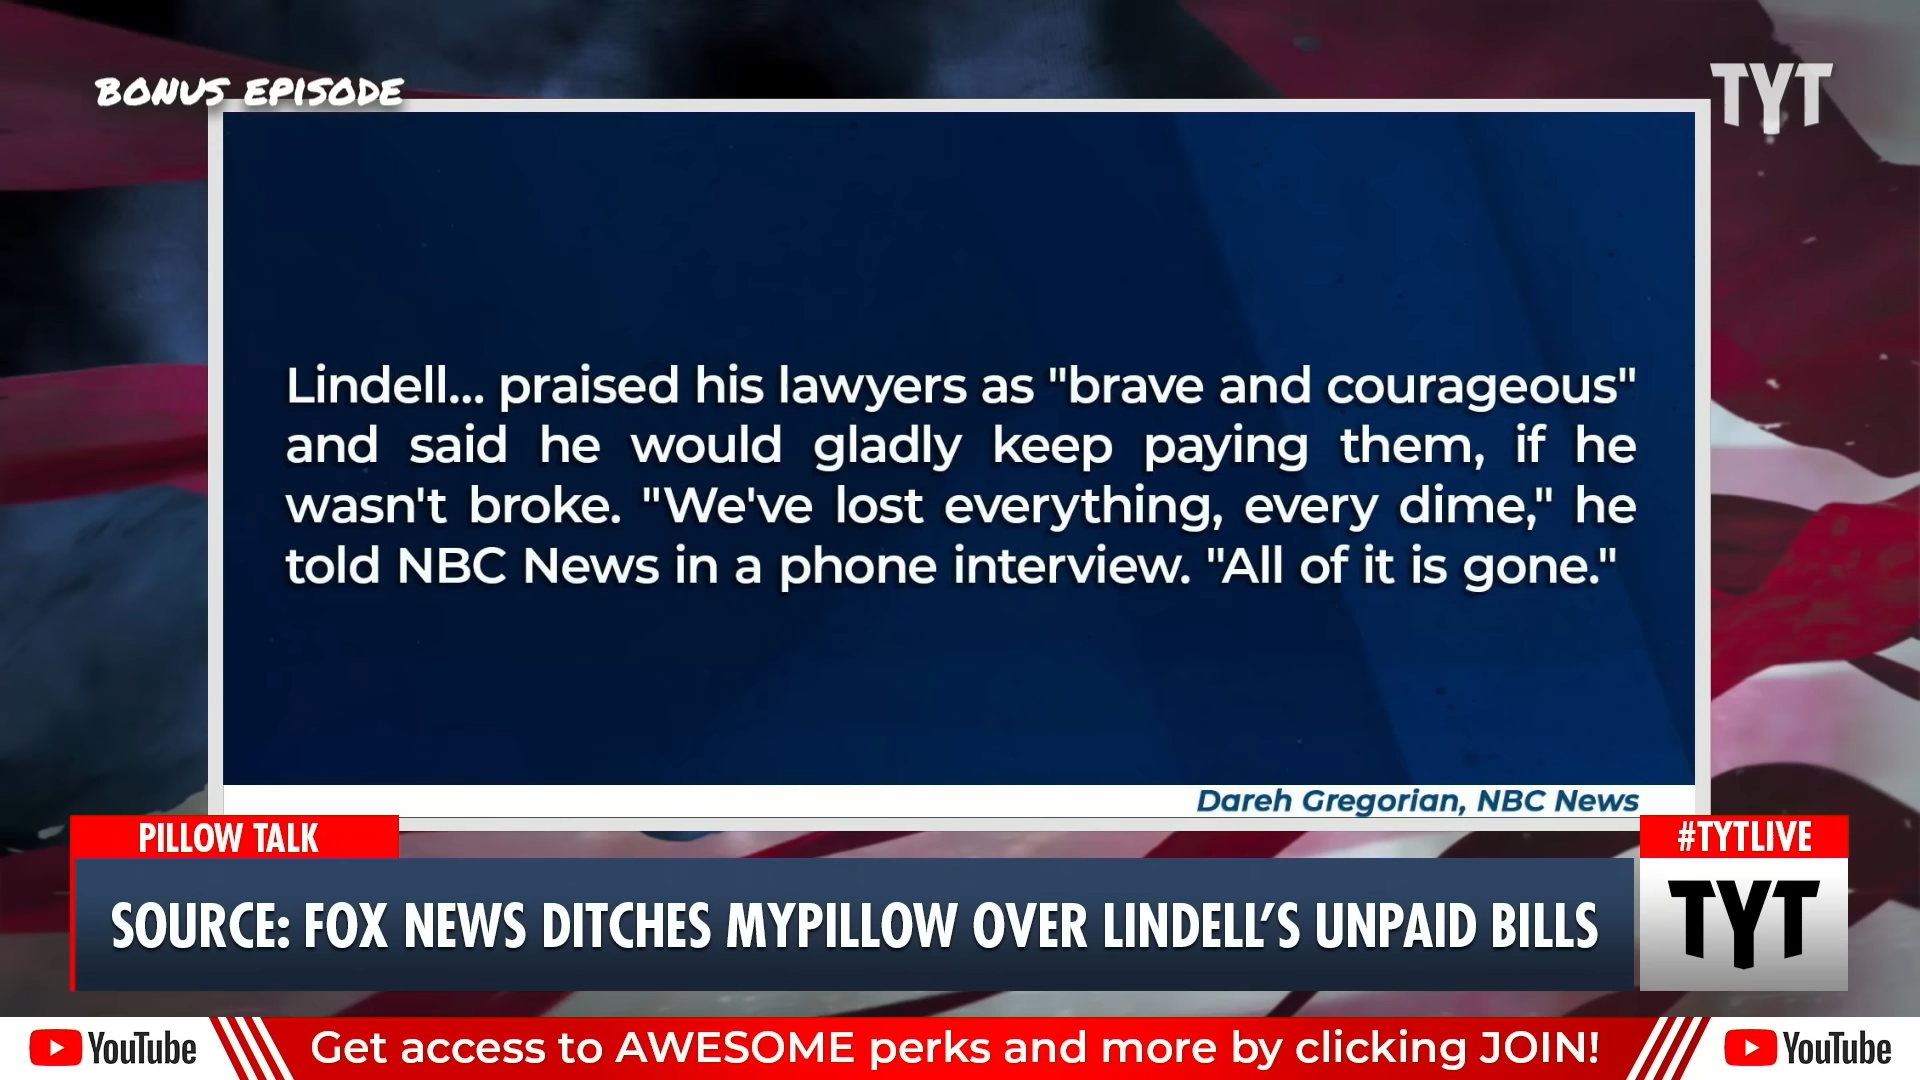 BONUS EPISODE
TYT
Lindell... praised his lawyers as "brave and courageous"
and said he would gladly keep paying them, if he
wasn't broke. "We've lost everything, every dime," he
told NBC News in a phone interview. "All of it is gone."
Dareh Gregorian, NBC News
PILLOW TALK
#TYTLIVE
SOURCE: FOX NEWS DITCHES MYPILLOW OVER LINDELL'S UNPAID BILLS
TYT
YouTube
Get access to AWESOME perks and more by clicking JOIN!
YouTube